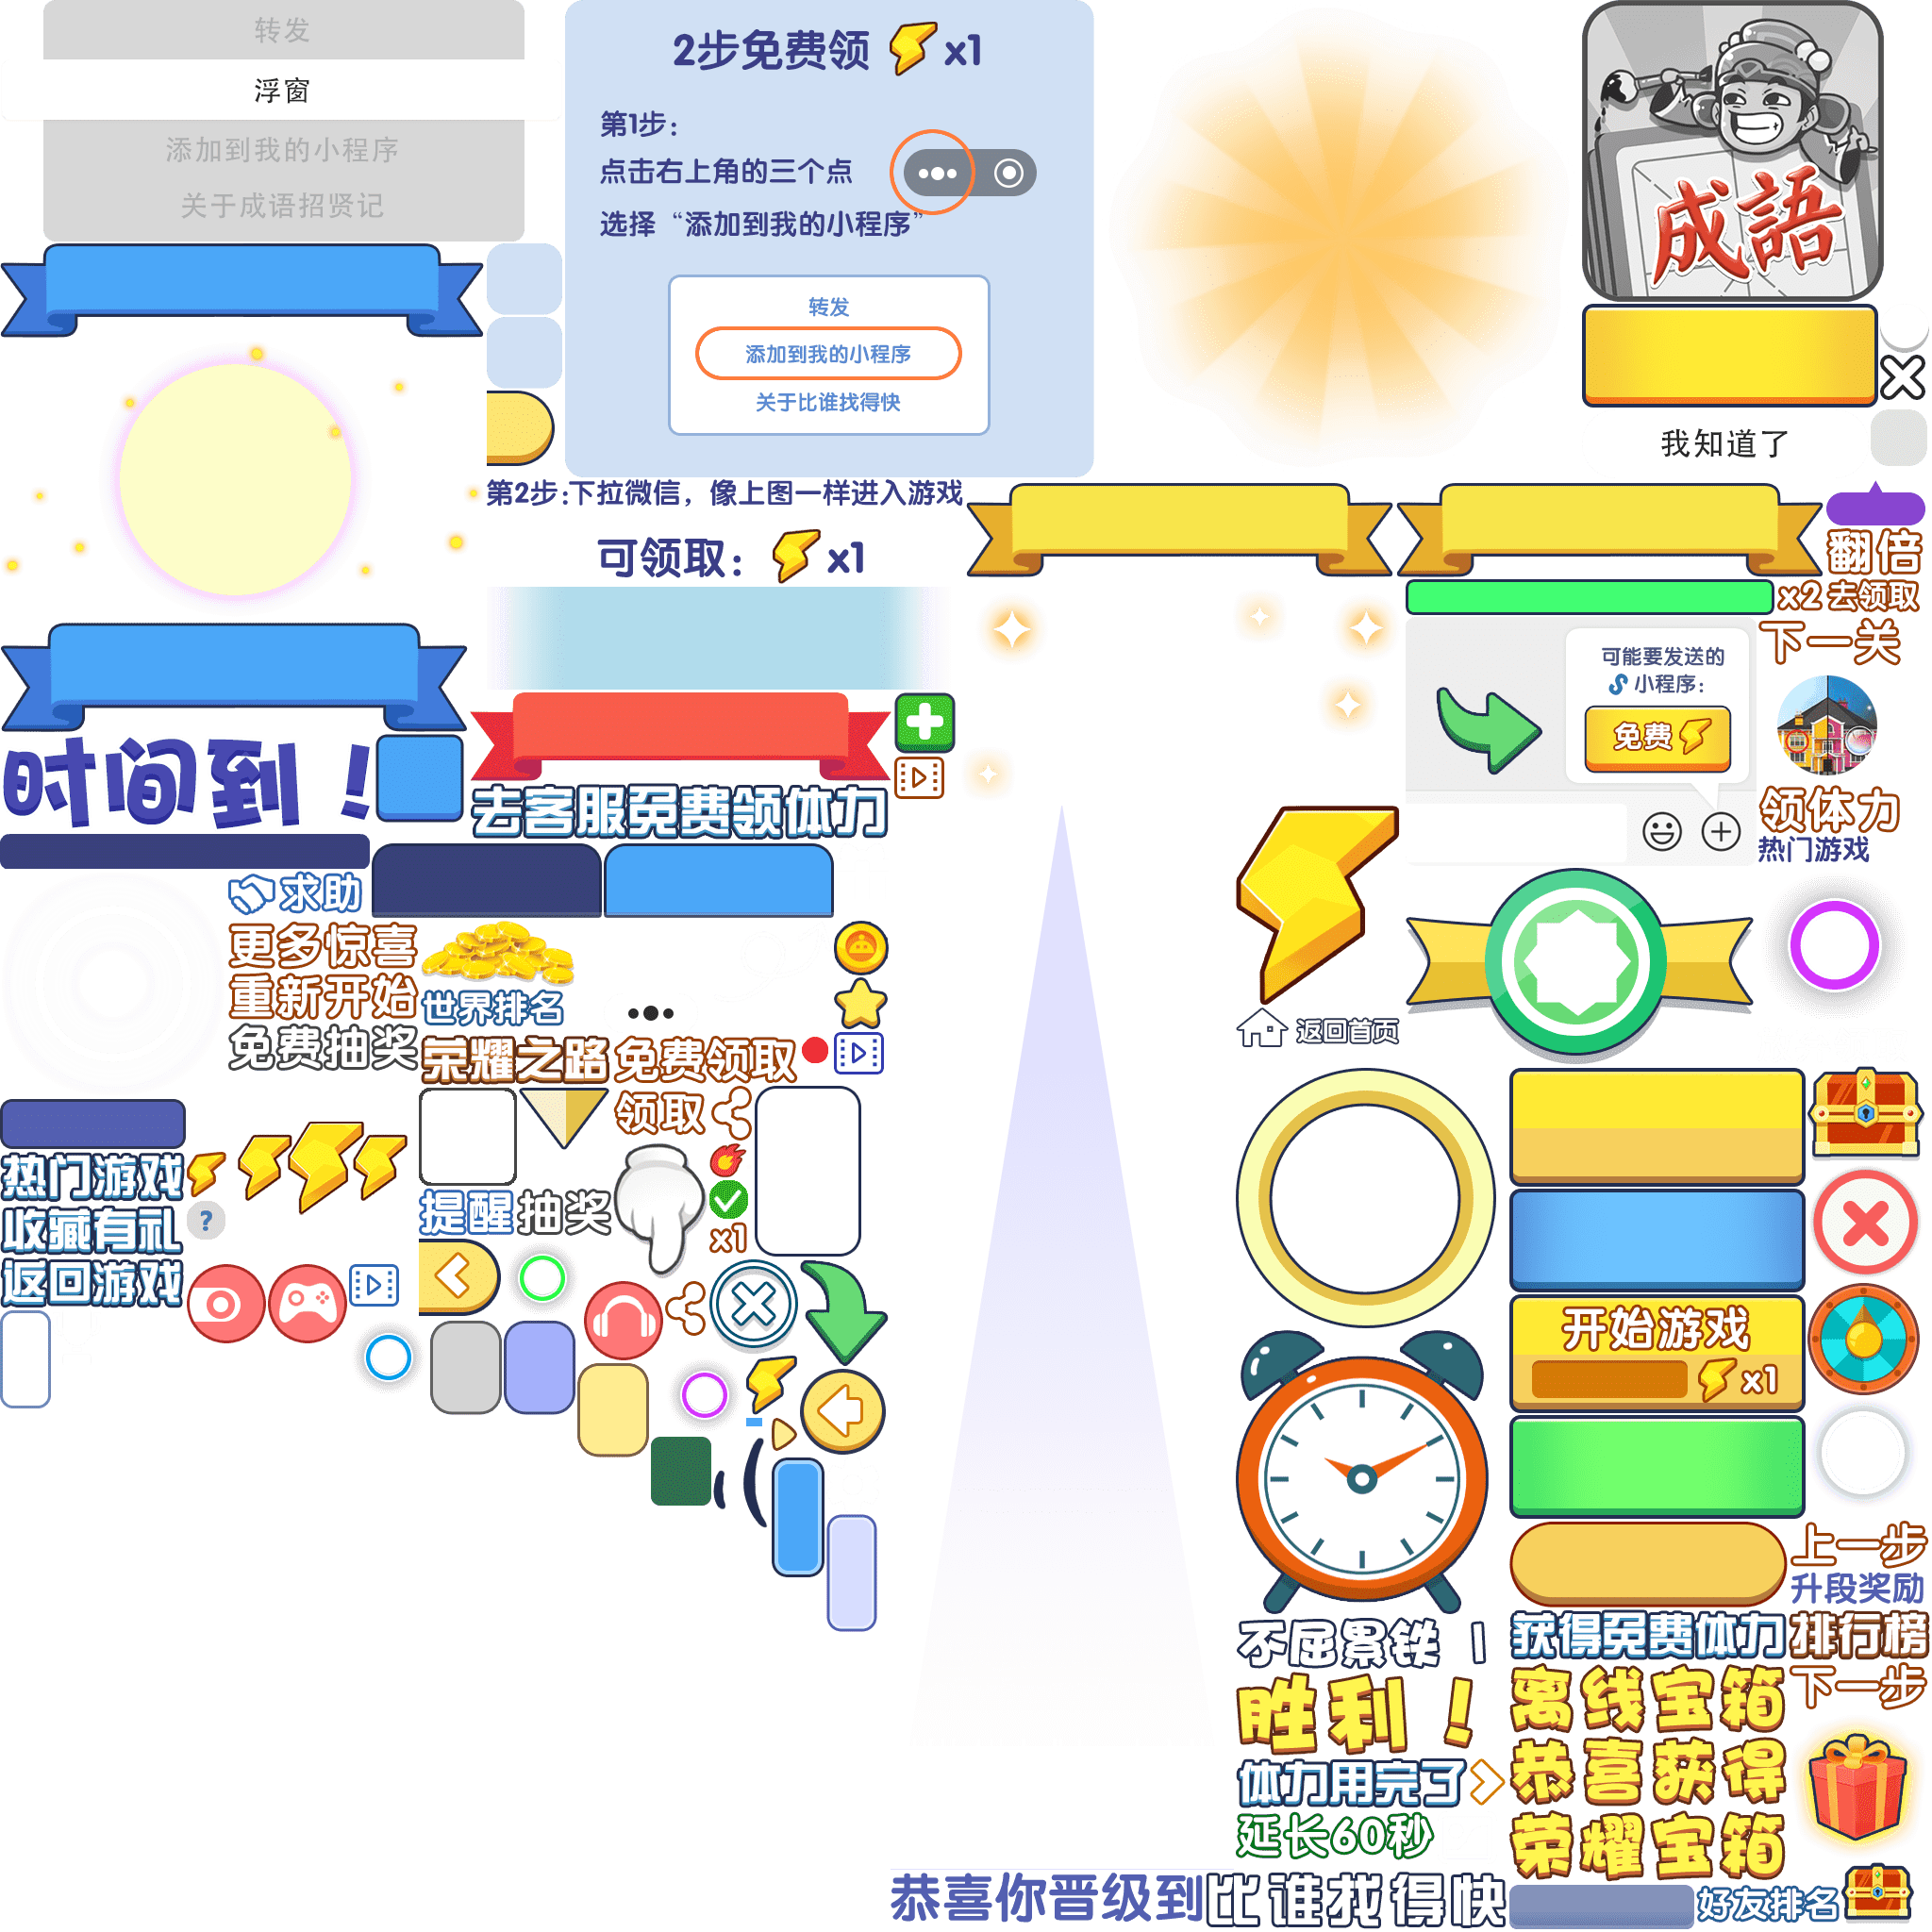 转发
浮窗
添加到我的小程序
关于成语招贤记
2步免费领 x1
第1步：
点击右上角的三个点
选择“添加到我的小程序”
转发
添加到我的小程序
关于比谁找得快
成語
我知道了
第2步:下拉微信，像上图一样进入游戏
可领取： x1
翻倍
x2 去领取
下一关
可能要发送的
小程序：
免费
领体力
热门游戏
时间到！
去客服免费领体力
求助
更多惊喜
重新开始
免费抽奖
世界排名
荣耀之路
免费领取
领取
返回首页
热门游戏
收藏有礼
返回游戏
?
提醒
抽奖
x1
开始游戏
x1
上一步
升段奖励
不屈黑铁 I
获得免费体力
排行榜
胜利！
离线宝箱
下一步
体力用完了
恭喜获得
延长60秒
荣耀宝箱
恭喜你晋级到
比谁找得快
好友排名